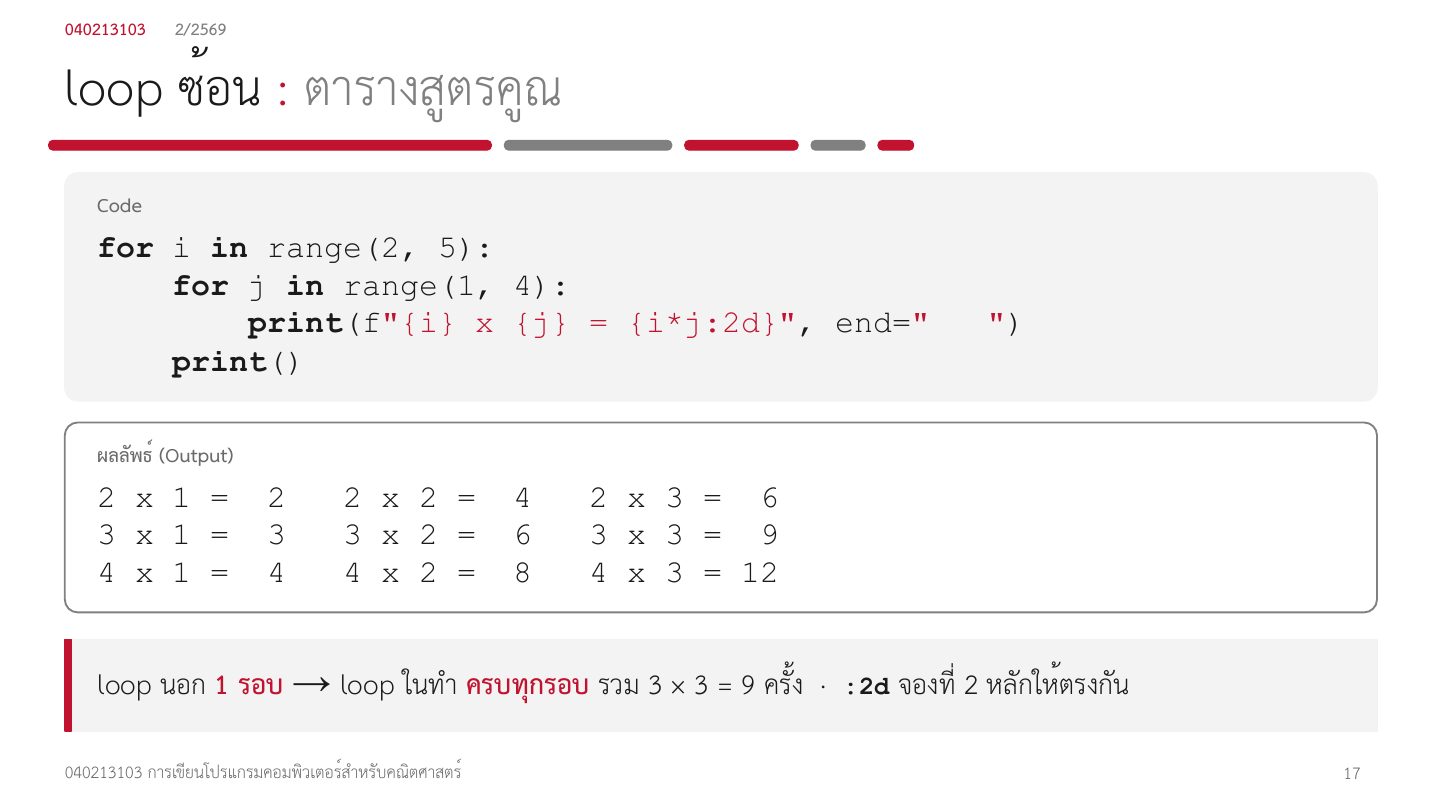 040213103 2/2569
loop ซ้อน : ตารางสูตรคูณ
Code
for i in range(2, 5):
    for j in range(1, 4):
        print(f"{i} x {j} = {i*j:2d}", end="   ")
    print()
ผลลัพธ์ (Output)
2 x 1 =  2   2 x 2 =  4   2 x 3 =  6
3 x 1 =  3   3 x 2 =  6   3 x 3 =  9
4 x 1 =  4   4 x 2 =  8   4 x 3 = 12
loop นอก 1 รอบ → loop ในทำ ครบทุกรอบ รวม 3 × 3 = 9 ครั้ง · :2d จองที่ 2 หลักให้ตรงกัน
040213103 การเขียนโปรแกรมคอมพิวเตอร์สำหรับคณิตศาสตร์ 17